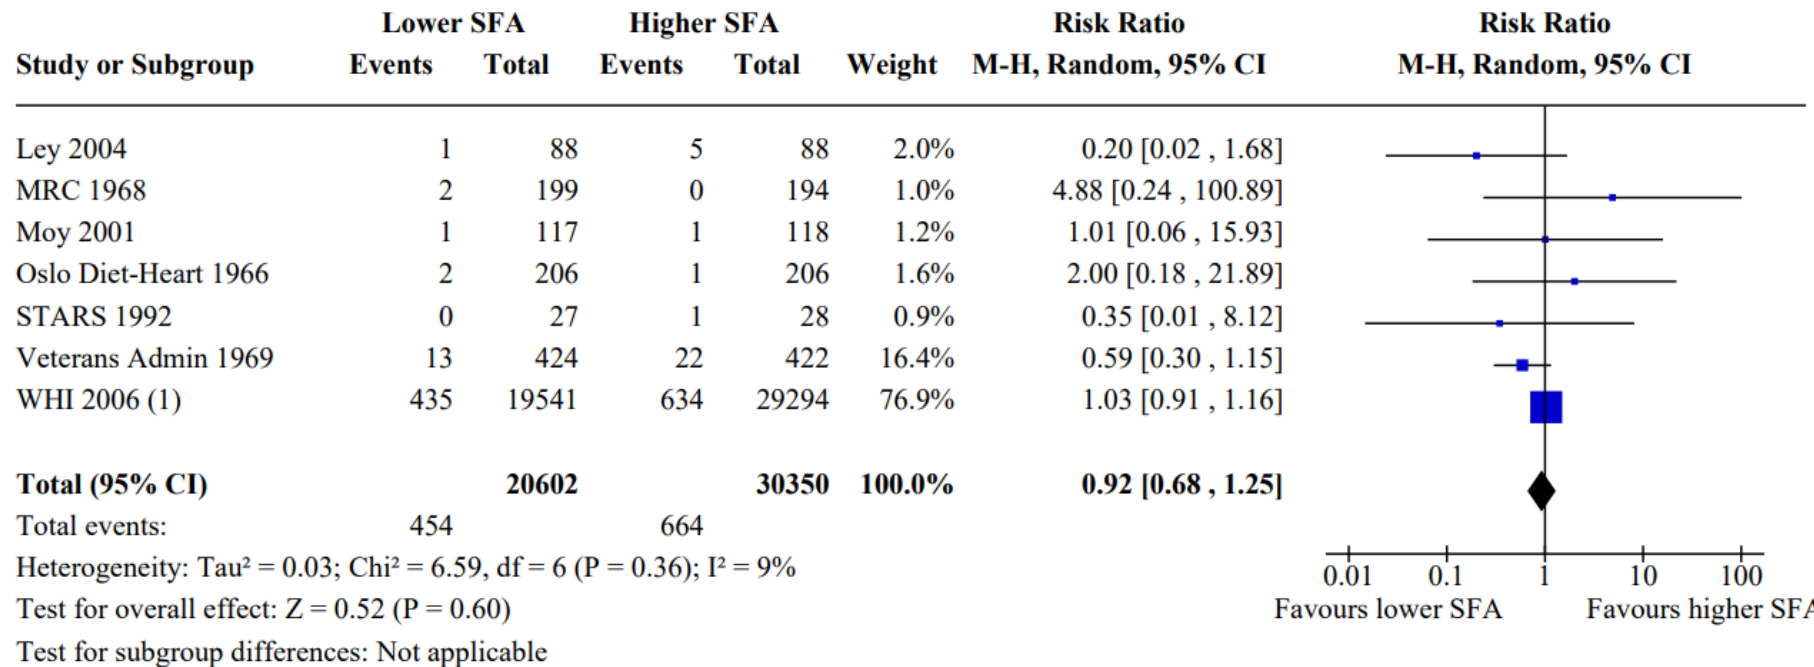 Lower SFA Higher SFA Risk Ratio Risk Ratio
Study or Subgroup Events Total Events Total Weight M-H, Random, 95% CI M-H, Random, 95% CI
Ley 2004 1 88 5 88 2.0% 0.20 [0.02 , 1.68]
MRC 1968 2 199 0 194 1.0% 4.88 [0.24 , 100.89]
Moy 2001 1 117 1 118 1.2% 1.01 [0.06 , 15.93]
Oslo Diet-Heart 1966 2 206 1 206 1.6% 2.00 [0.18 , 21.89]
STARS 1992 0 27 1 28 0.9% 0.35 [0.01 , 8.12]
Veterans Admin 1969 13 424 22 422 16.4% 0.59 [0.30 , 1.15]
WHI 2006 (1) 435 19541 634 29294 76.9% 1.03 [0.91 , 1.16]
Total (95% CI) 20602 30350 100.0% 0.92 [0.68 , 1.25]
Total events: 454 664
Heterogeneity: Tau² = 0.03; Chi² = 6.59, df = 6 (P = 0.36); I² = 9%
0.01 0.1 1 10 100
Test for overall effect: Z = 0.52 (P = 0.60)
Favours lower SFA Favours higher SFA
Test for subgroup differences: Not applicable